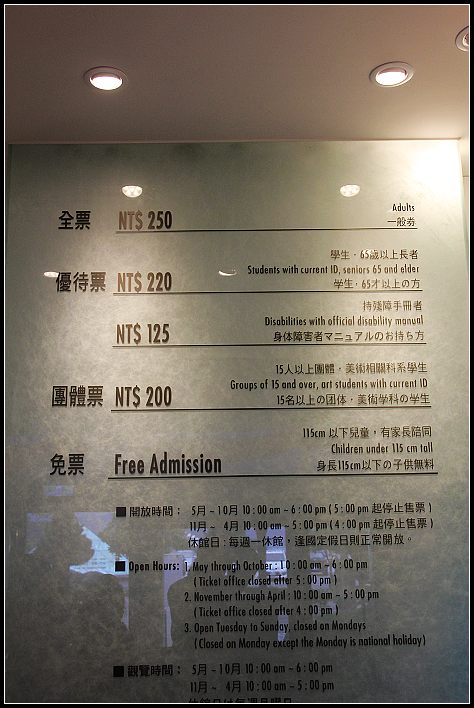 全票 NT$ 250 Adults
一般券
學生．65歲以上長者
優待票 NT$ 220 Students with current ID, seniors 65 and elder
学生．65才以上の方
持殘障手冊者
NT$ 125 Disabilities with official disability manual
身体障害者マニュアルのお持ち方
15人以上團體．美術相關科系學生
團體票 NT$ 200 Groups of 15 and over, art students with current ID
15名以上の団体．美術学科の学生
115cm 以下兒童，有家長陪同
免票 Free Admission Children under 115 cm tall
身長115cm以下の子供無料
■ 開放時間： 5月 ~ 10月 10 : 00 am ~ 6 : 00 pm ( 5 : 00 pm 起停止售票 )
11月 ~ 4月 10 : 00 am ~ 5 : 00 pm ( 4 : 00 pm 起停止售票 )
休館日 : 每週一休館，逢國定假日則正常開放。
■ Open Hours: 1. May through October : 10 : 00 am ~ 6 : 00 pm
( Ticket office closed after 5 : 00 pm )
2. November through April : 10 : 00 am ~ 5 : 00 pm
( Ticket office closed after 4 : 00 pm )
3. Open Tuesday to Sunday, closed on Mondays
( Closed on Monday except the Monday is national holiday )
■ 觀覽時間： 5月 ~ 10月 10:00 am ~ 6 : 00 pm
11月 ~ 4月 10 : 00 am ~ 5 : 00 pm